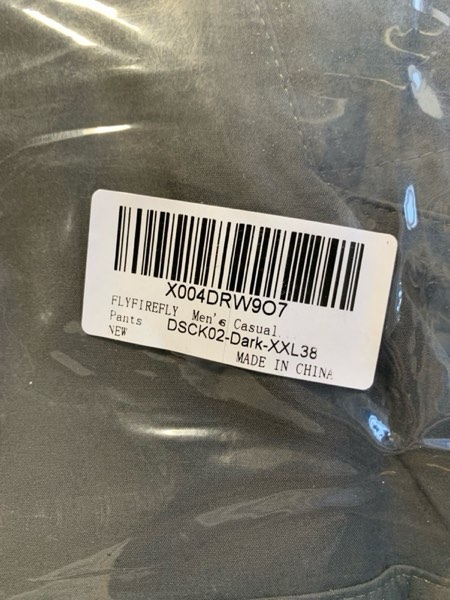 X004DRW9O7
FLYFIREFLY Men's Casual
Pants DSCK02-Dark-XXL38
NEW MADE IN CHINA